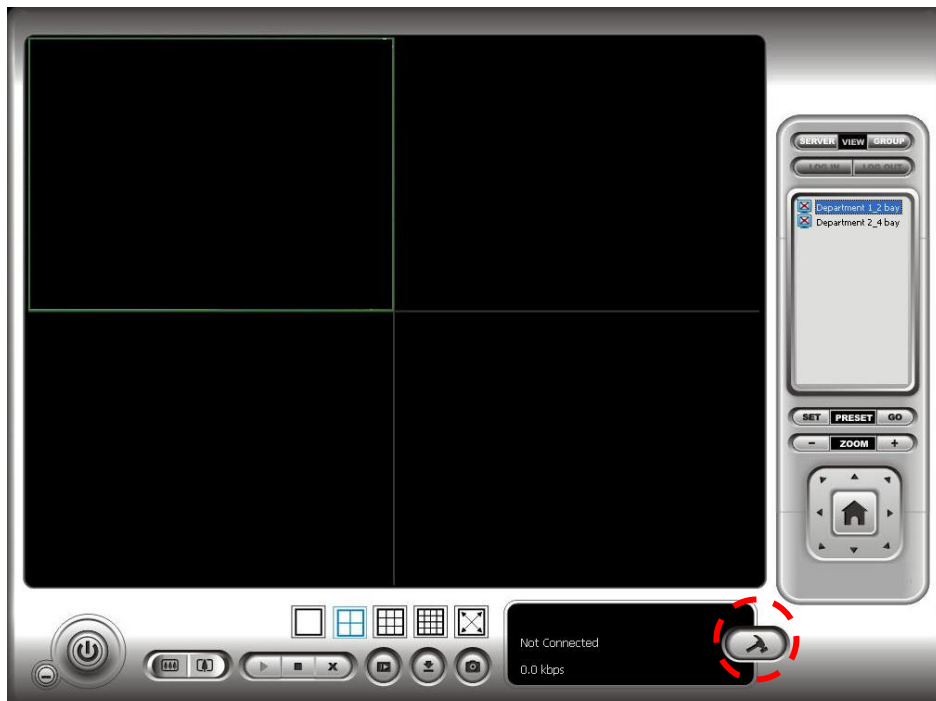 SERVER VIEW GROUP
LOG IN LOG OUT
Department 1_2 bay
Department 2_4 bay
SET PRESET GO
- ZOOM +
Not Connected
0.0 kbps